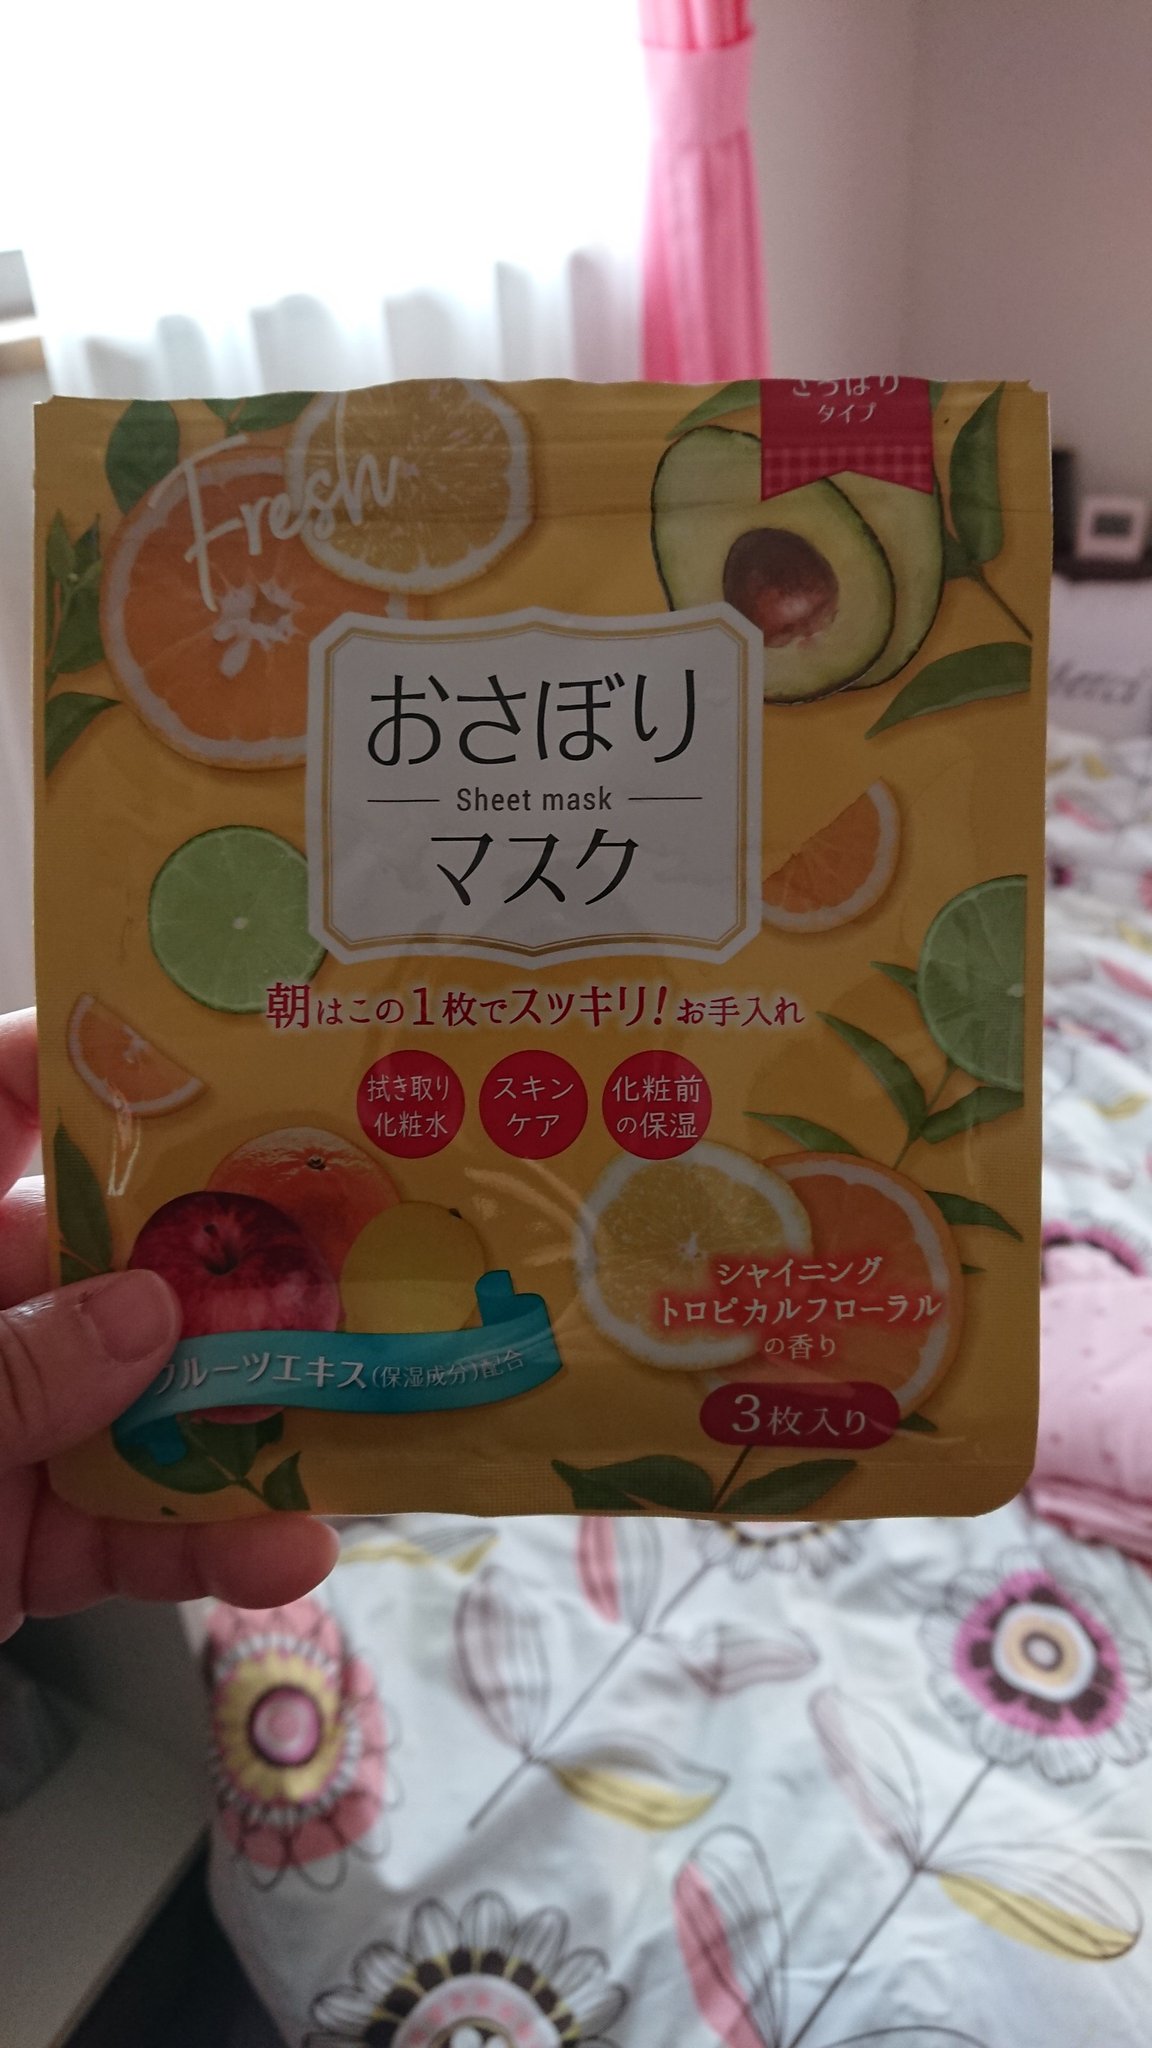 さっぱり
タイプ
Fresh
おさぼり
Sheet mask
マスク
朝はこの1枚でスッキリ!お手入れ
拭き取り
化粧水
スキン
ケア
化粧前
の保湿
シャイニング
トロピカルフローラル
の香り
フルーツエキス(保湿成分)配合
3枚入り